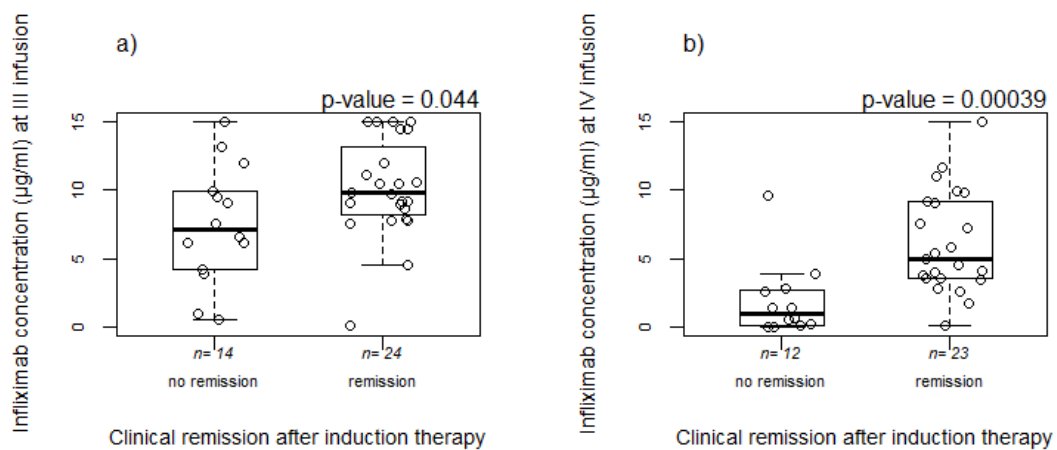 a)
p-value = 0.044
Infliximab concentration (µg/ml) at III infusion
15
10
5
0
n='14
n='24
no remission
remission
Clinical remission after induction therapy
b)
p-value = 0.00039
Infliximab concentration (µg/ml) at IV infusion
15
10
5
0
n='12
n='23
no remission
remission
Clinical remission after induction therapy